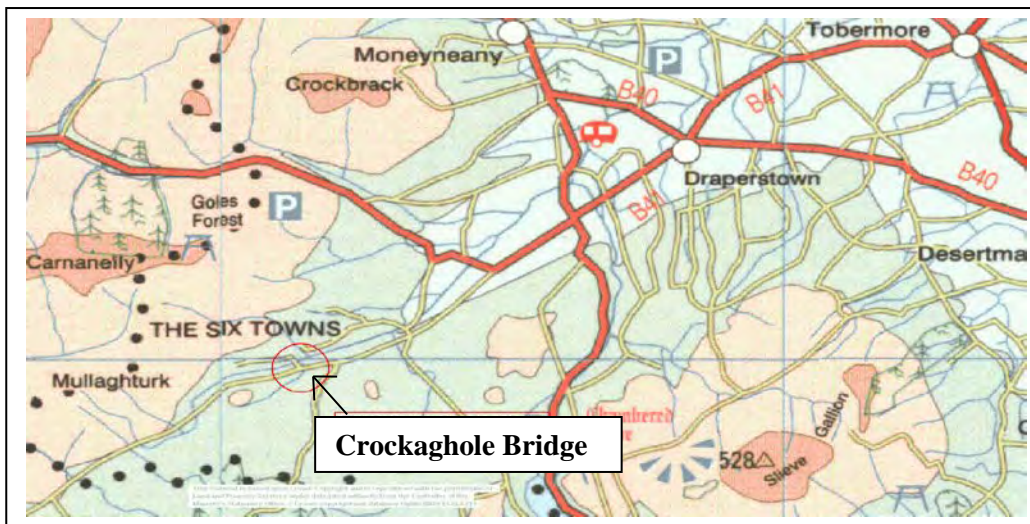 Tobermore
Moneyneany
P
Crockbrack
B40
B41
Draperstown
B40
B41
Goles
Forest
P
Desertma
Carnanelly
THE SIX TOWNS
Mullaghturk
Crockaghole Bridge
528
Slieve
Gallion